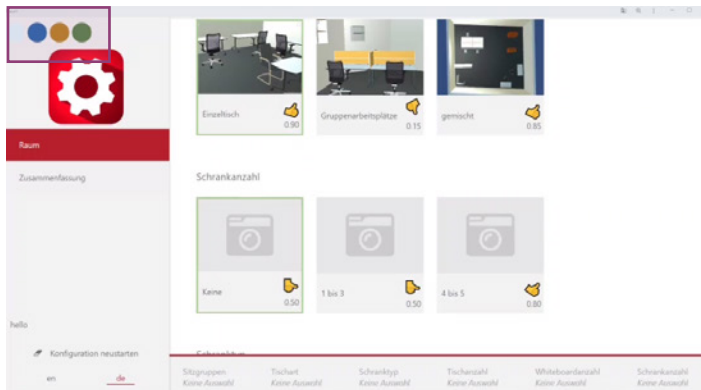 Raum
Zusammenfassung
hello
Konfiguration neustarten
en de
Einzeltisch
0.90
Gruppenarbeitsplätze
0.15
gemischt
0.85
Schrankanzahl
Keine
0.50
1 bis 3
0.50
4 bis 5
0.80
Schranktyp
Sitzgruppen
Keine Auswahl
Tischart
Keine Auswahl
Schranktyp
Keine Auswahl
Tischanzahl
Keine Auswahl
Whiteboardanzahl
Keine Auswahl
Schrankanzahl
Keine Auswahl